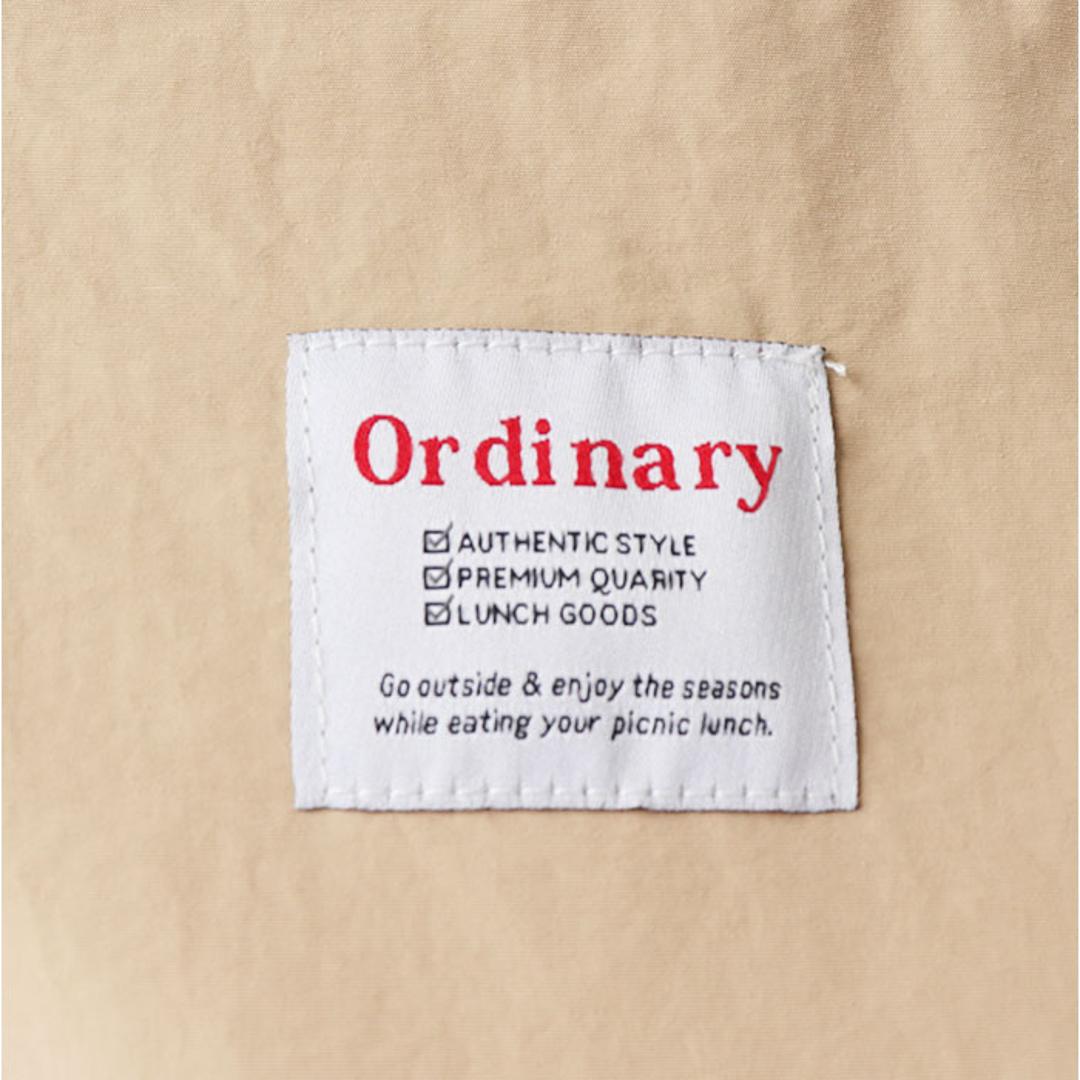 Ordinary
☑AUTHENTIC STYLE
☑PREMIUM QUARITY
☑LUNCH GOODS
Go outside & enjoy the seasons
while eating your picnic lunch.